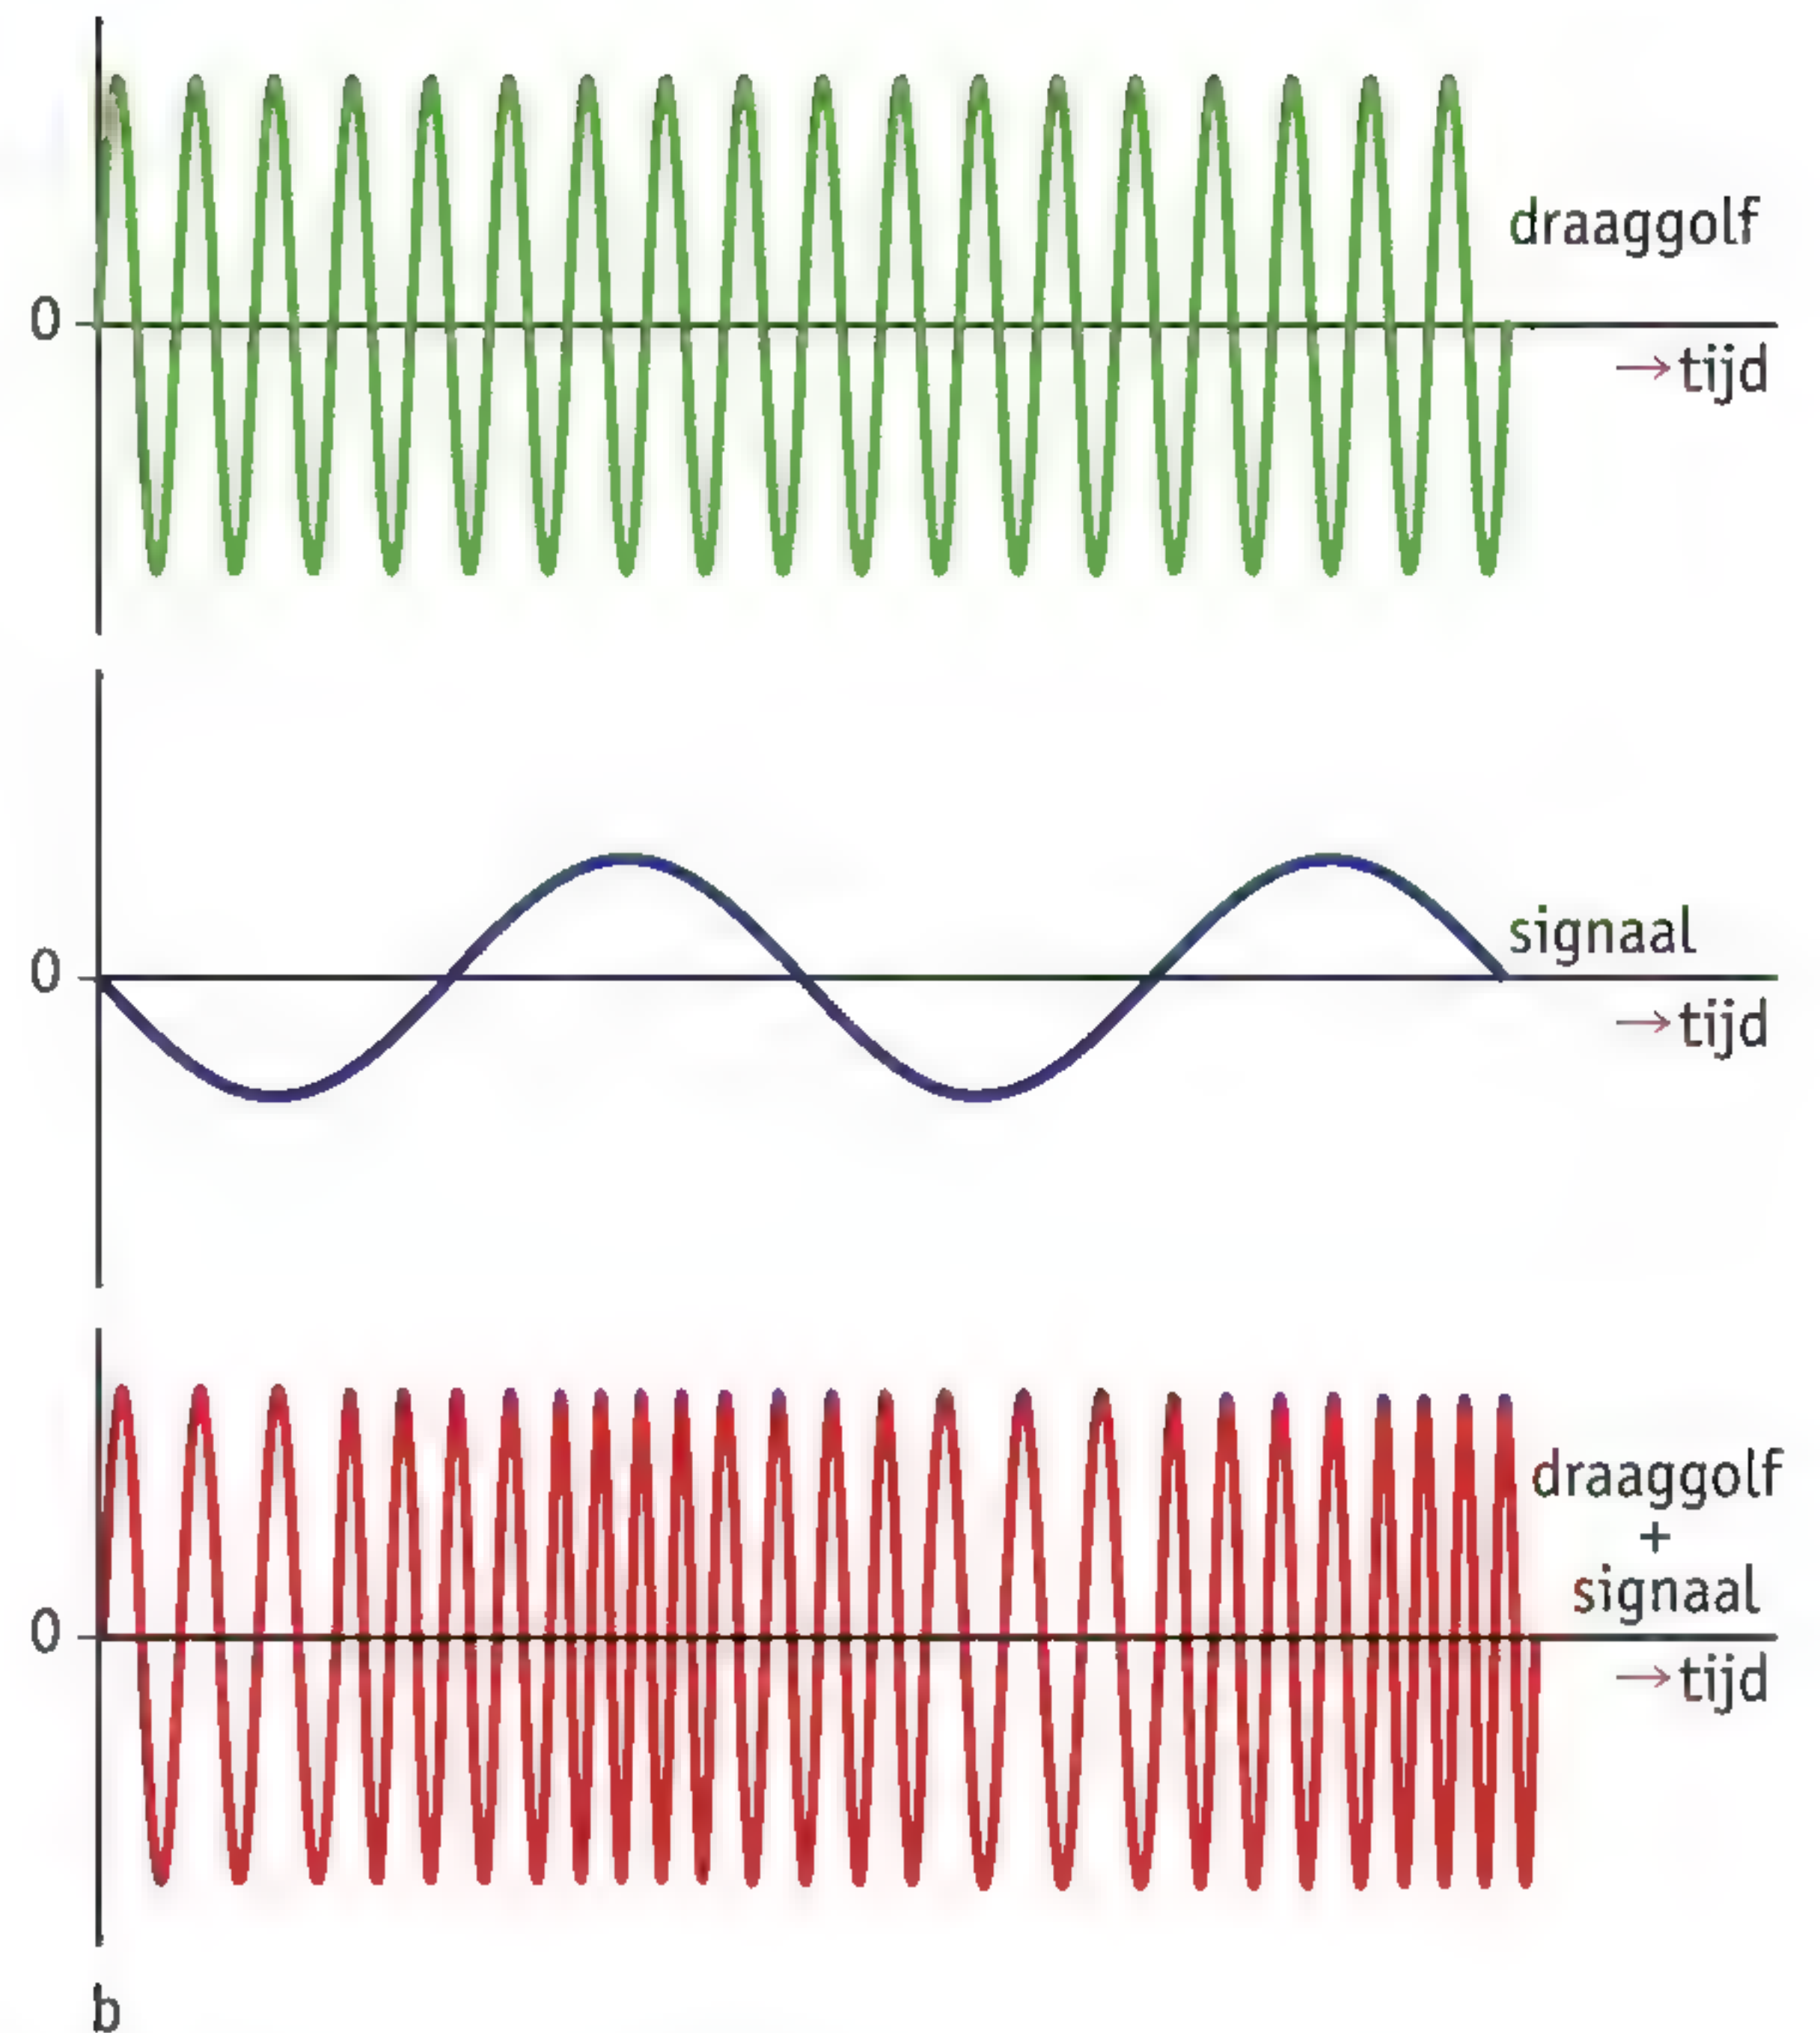 draaggolf
0
→tijd
signaal
0
→tijd
draaggolf
+
signaal
0
→tijd
b